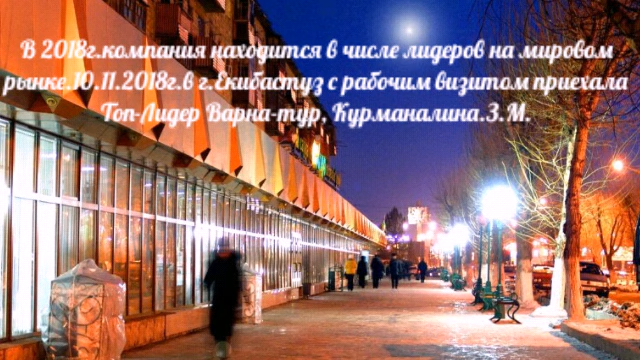 В 2018г.компания находится в числе лидеров на мировом
рынке.10.11.2018г.в г.Екибастуз с рабочим визитом приехала
Топ-Лидер Варна-тур, Курманалина.З.М.